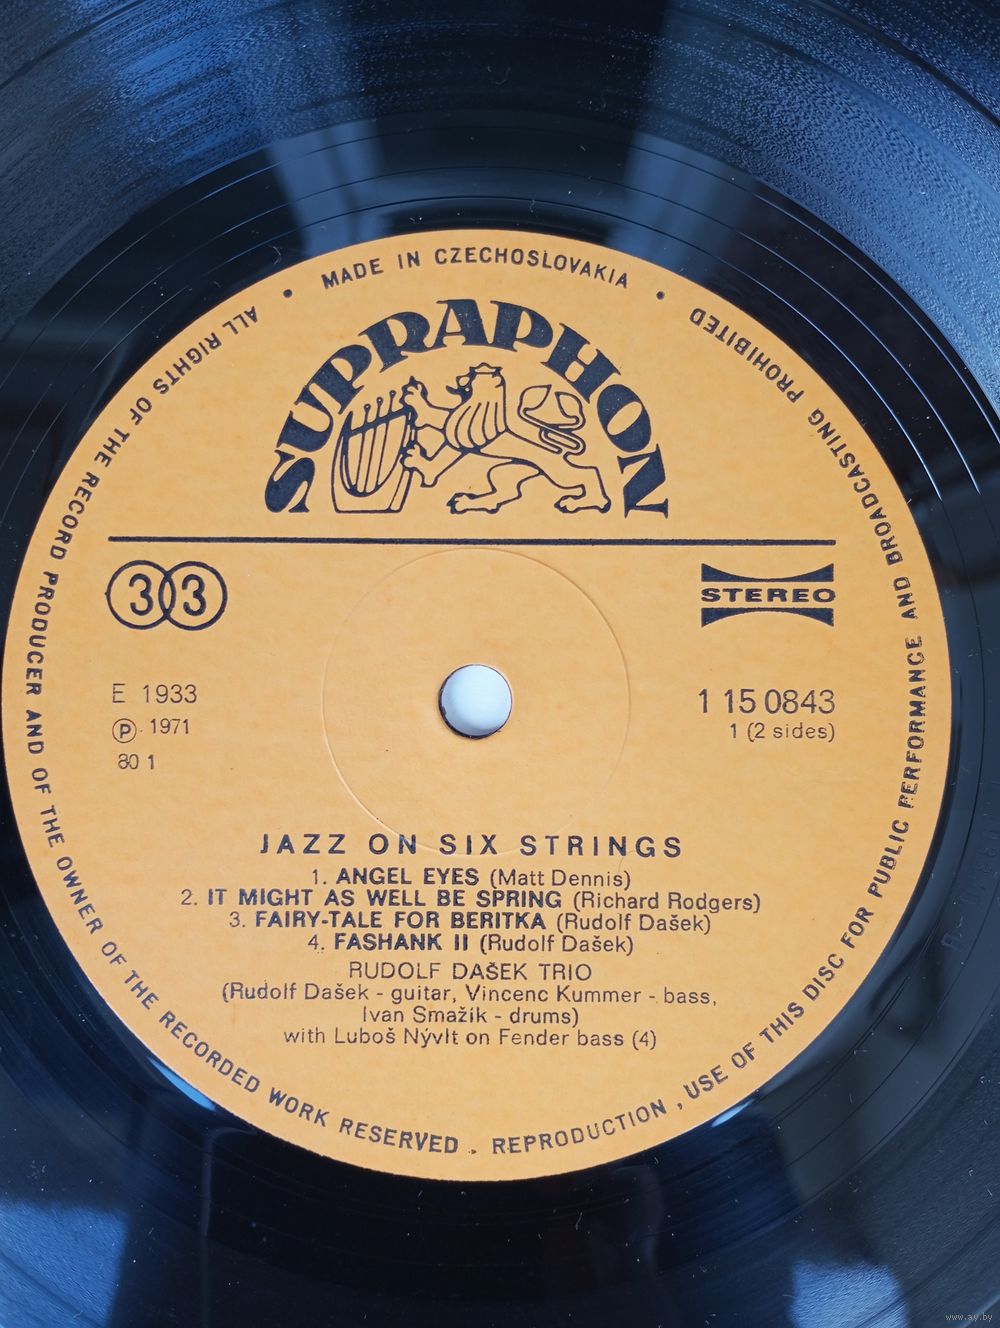 MADE IN CZECHOSLOVAKIA
ALL RIGHTS OF THE RECORD PRODUCER AND OF THE OWNER OF THE RECORDED WORK RESERVED . REPRODUCTION , USE OF THIS DISC FOR PUBLIC PERFORMANCE AND BROADCASTING PROHIBITED
SUPRAPHON
33
STEREO
E 1933
Ⓟ 1971
80 1
1 15 0843
1 (2 sides)
JAZZ ON SIX STRINGS
1. ANGEL EYES (Matt Dennis)
2. IT MIGHT AS WELL BE SPRING (Richard Rodgers)
3. FAIRY-TALE FOR BERITKA (Rudolf Dašek)
4. FASHANK II (Rudolf Dašek)
RUDOLF DAŠEK TRIO
(Rudolf Dašek - guitar, Vincenc Kummer - bass,
Ivan Smažík - drums)
with Luboš Nývlt on Fender bass (4)
www.ay.by